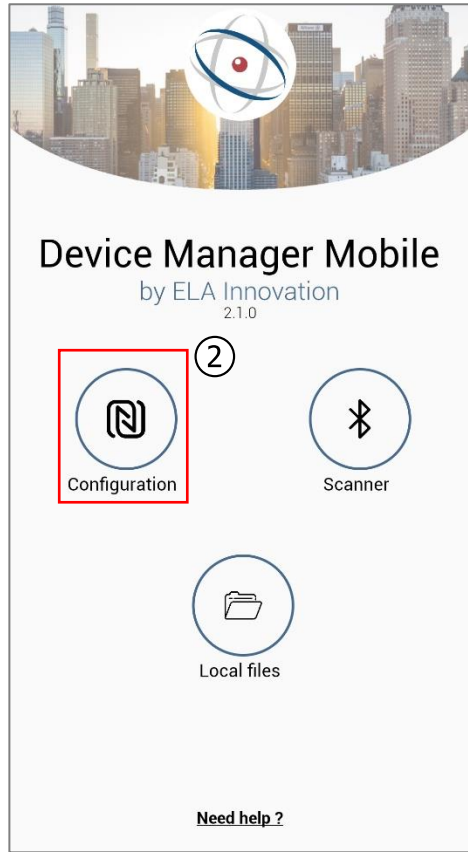 Device Manager Mobile
by ELA Innovation
2.1.0
②
Configuration
Scanner
Local files
Need help ?